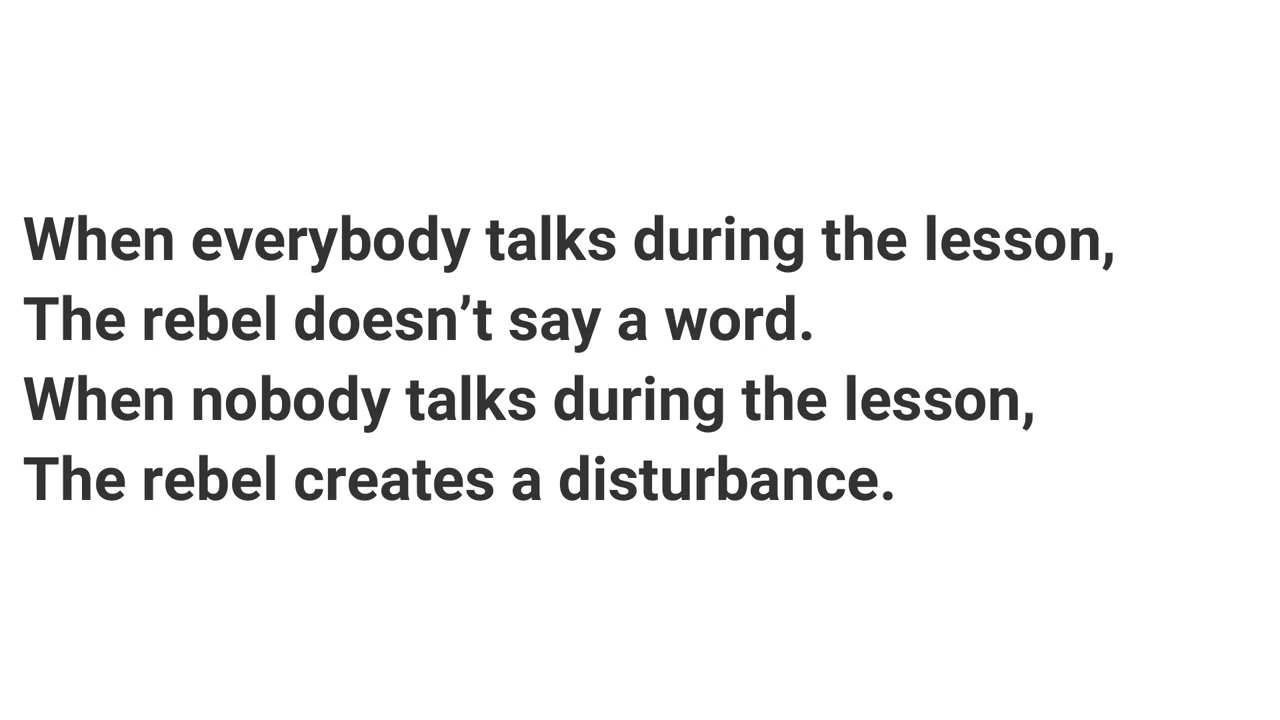 When everybody talks during the lesson,
The rebel doesn’t say a word.
When nobody talks during the lesson,
The rebel creates a disturbance.